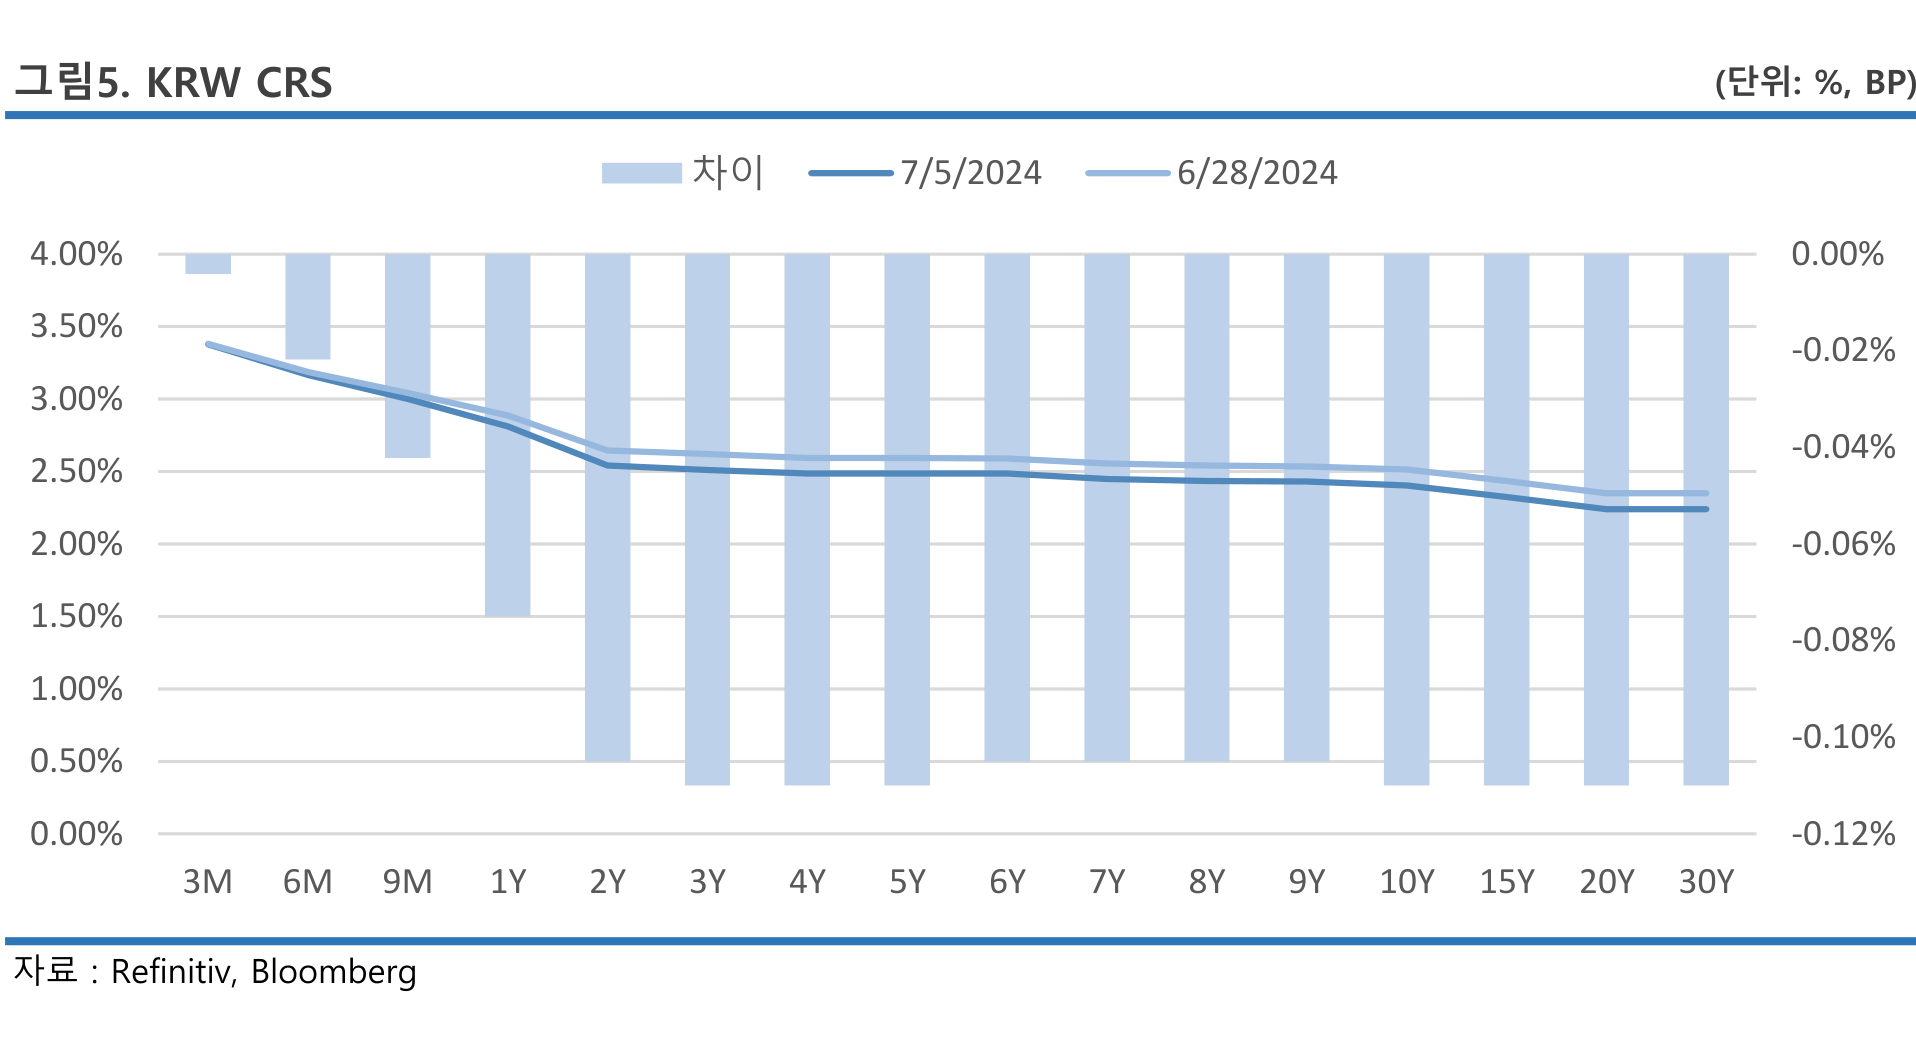 그림5. KRW CRS (단위: %, BP)
차이 7/5/2024 6/28/2024
4.00% 0.00%
3.50% -0.02%
3.00% -0.04%
2.50% -0.06%
2.00% -0.08%
1.50% -0.10%
1.00% -0.12%
0.50%
0.00%
3M 6M 9M 1Y 2Y 3Y 4Y 5Y 6Y 7Y 8Y 9Y 10Y 15Y 20Y 30Y
자료 : Refinitiv, Bloomberg